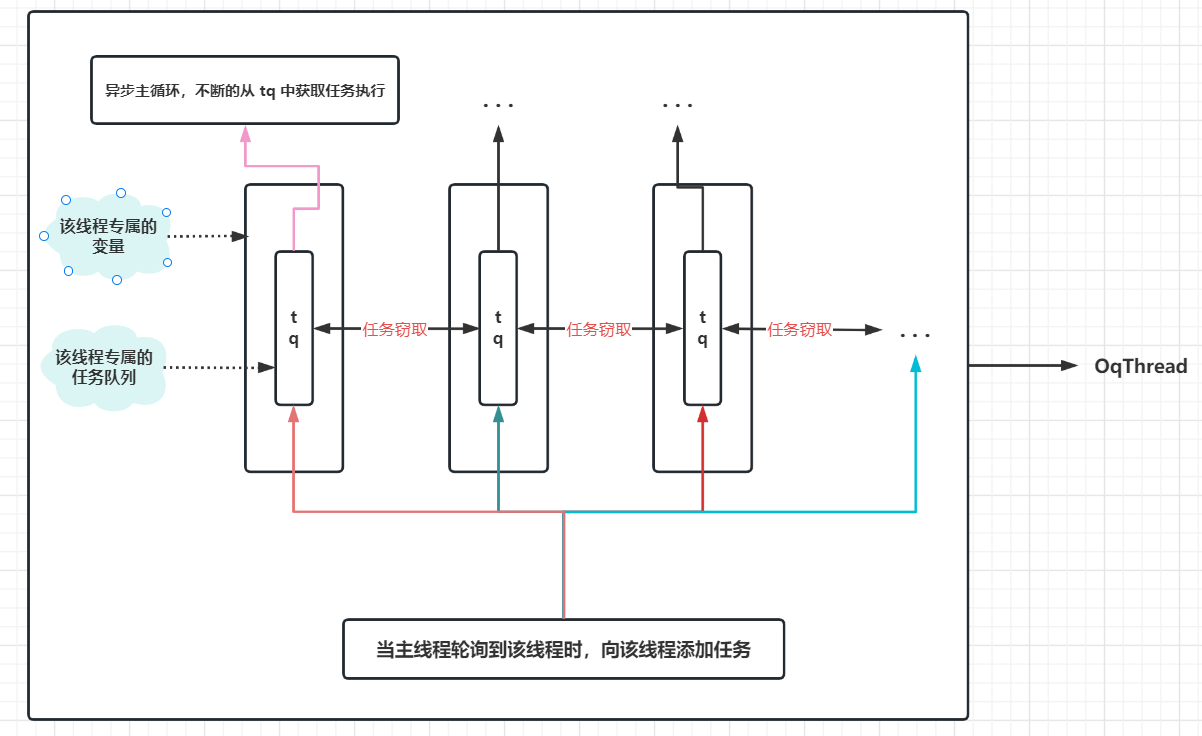 异步主循环，不断的从 tq 中获取任务执行
...
...
该线程专属的
变量
t
q
t
q
t
q
任务窃取
任务窃取
任务窃取
...
该线程专属的
任务队列
OqThread
当主线程轮询到该线程时，向该线程添加任务